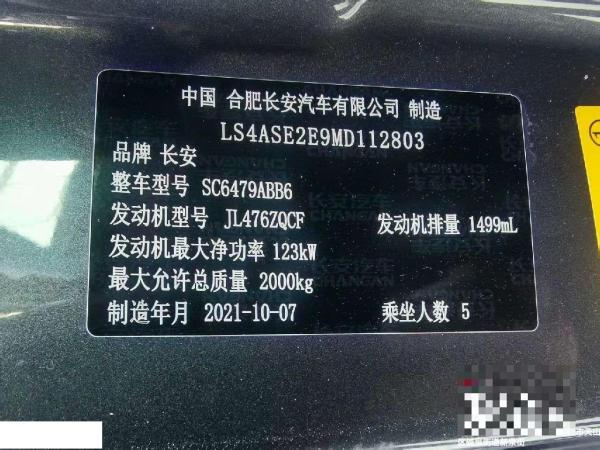 中国 合肥长安汽车有限公司 制造
LS4ASE2E9MD112803
品牌 长安
整车型号 SC6479ABB6
发动机型号 JL476ZQCF 发动机排量 1499mL
发动机最大净功率 123kW
最大允许总质量 2000kg
制造年月 2021-10-07 乘坐人数 5